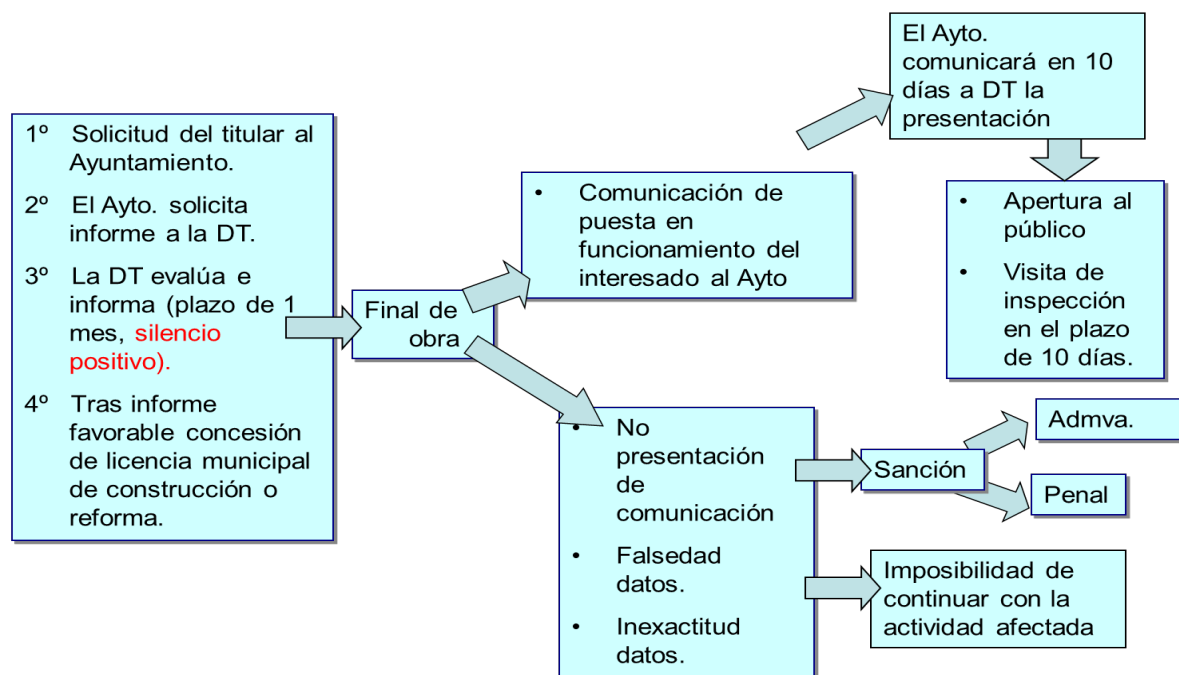 1º Solicitud del titular al
Ayuntamiento.
2º El Ayto. solicita
informe a la DT.
3º La DT evalúa e
informa (plazo de 1
mes, silencio
positivo).
4º Tras informe
favorable concesión
de licencia municipal
de construcción o
reforma.
Final de
obra
• Comunicación de
puesta en
funcionamiento del
interesado al Ayto
El Ayto.
comunicará en 10
días a DT la
presentación
• Apertura al
público
• Visita de
inspección
en el plazo
de 10 días.
• No
presentación
de
comunicación
• Falsedad
datos.
• Inexactitud
datos.
Sanción
Admva.
Penal
Imposibilidad de
continuar con la
actividad afectada